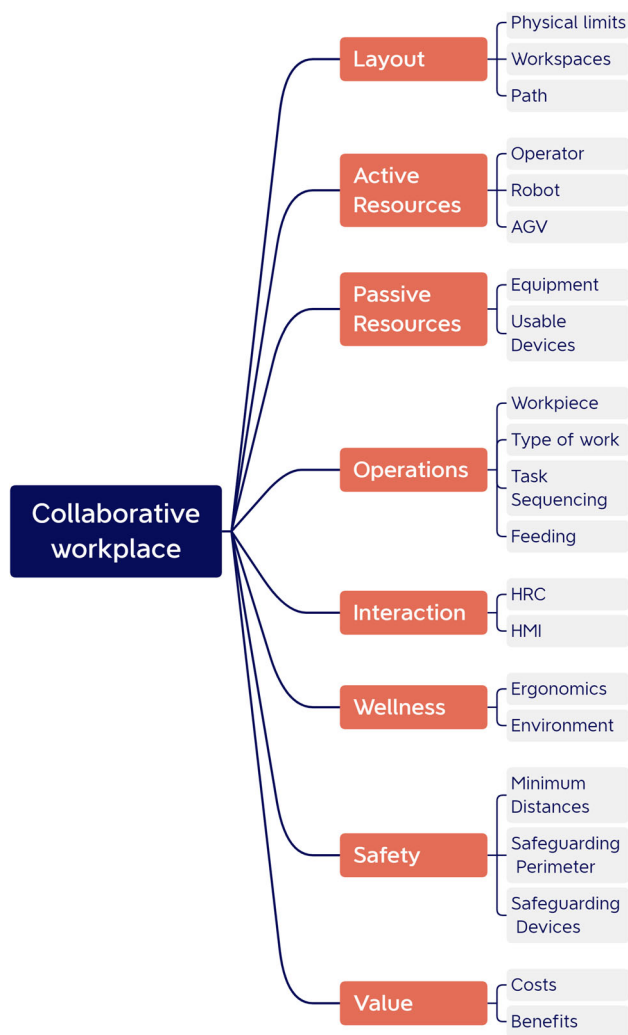 Collaborative
workplace
Layout
Physical limits
Workspaces
Path
Active
Resources
Operator
Robot
AGV
Passive
Resources
Equipment
Usable
Devices
Operations
Workpiece
Type of work
Task
Sequencing
Feeding
Interaction
HRC
HMI
Wellness
Ergonomics
Environment
Safety
Minimum
Distances
Safeguarding
Perimeter
Safeguarding
Devices
Value
Costs
Benefits